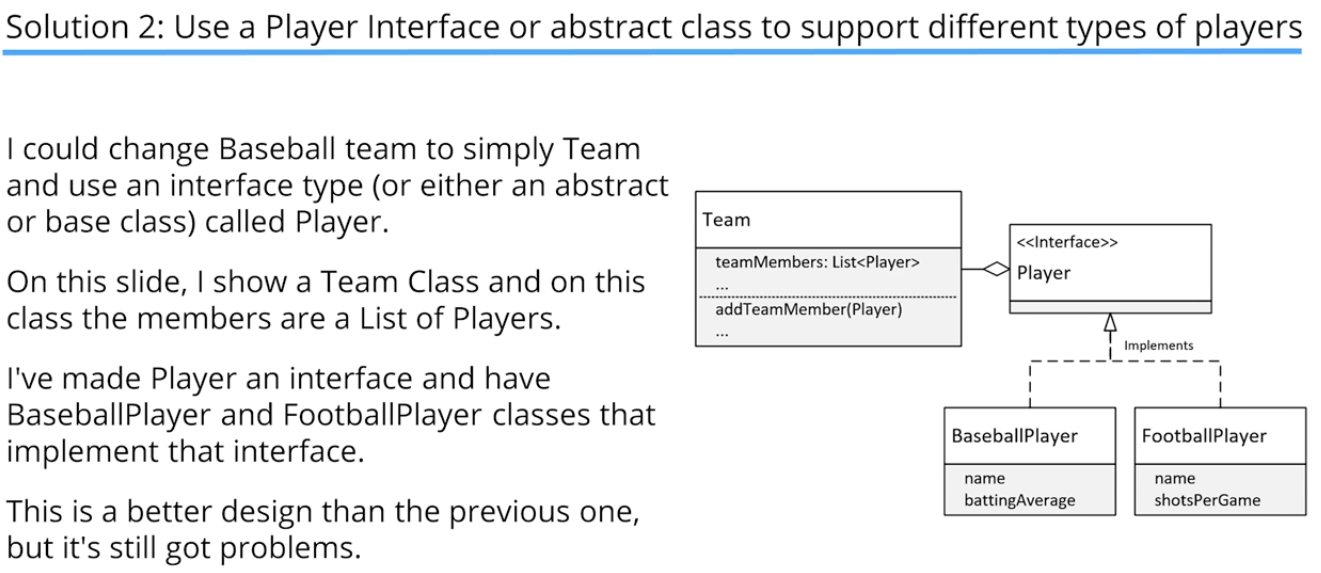 Solution 2: Use a Player Interface or abstract class to support different types of players
I could change Baseball team to simply Team
and use an interface type (or either an abstract
or base class) called Player.
On this slide, I show a Team Class and on this
class the members are a List of Players.
I've made Player an interface and have
BaseballPlayer and FootballPlayer classes that
implement that interface.
This is a better design than the previous one,
but it's still got problems.
Team
teamMembers: List<Player>
...
addTeamMember(Player)
...
<<Interface>>
Player
Implements
BaseballPlayer
name
battingAverage
FootballPlayer
name
shotsPerGame